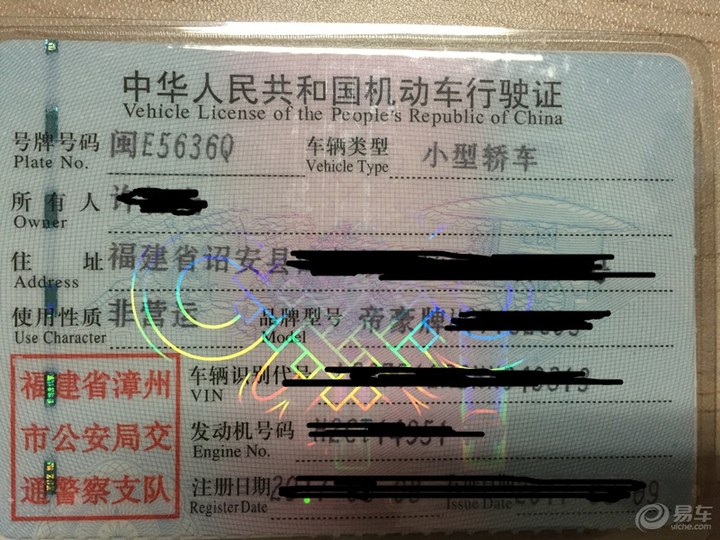 中华人民共和国机动车行驶证
Vehicle License of the People's Republic of China
号牌号码 闽E5636Q 车辆类型 小型轿车
Plate No. Vehicle Type
所有人 许
Owner
住址 福建省诏安县
Address
使用性质 非营运 品牌型号 帝豪牌
Use Character Model
车辆识别代号
VIN
发动机号码
Engine No.
注册日期
Register Date Issue Date
福建省漳州
市公安局交
通警察支队
易车
yiche.com